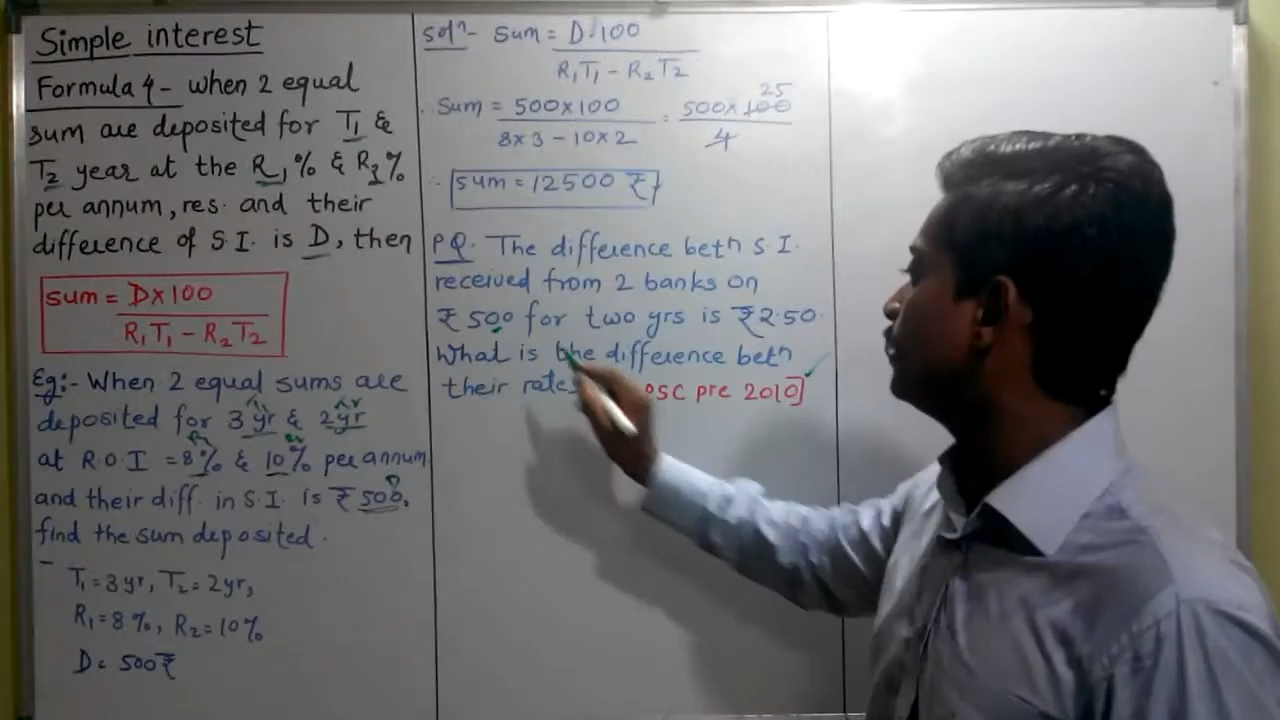 Simple interest
Formula 4 - when 2 equal
sum are deposited for T₁ &
T₂ year at the R₁% & R₂%
per annum, res. and their
difference of S.I. is D, then
sum = D×100
R₁T₁ - R₂T₂
Eg:- When 2 equal sums are
deposited for 3 yr & 2 yr
at R.O.I = 8% & 10% per annum
and their diff. in S.I. is ₹ 500,
find the sum deposited.
T₁ = 3 yr, T₂ = 2 yr,
R₁ = 8%, R₂ = 10%
D = 500 ₹
Solⁿ- Sum = D 100
R₁T₁ - R₂T₂
Sum = 500×100 = 500×100 25
8×3 - 10×2 4
∴ sum = 12500 ₹
PQ. The difference betn S.I.
received from 2 banks on
₹ 500 for two yrs is ₹2.50.
What is the difference betn
their rates PSC pre 2010]